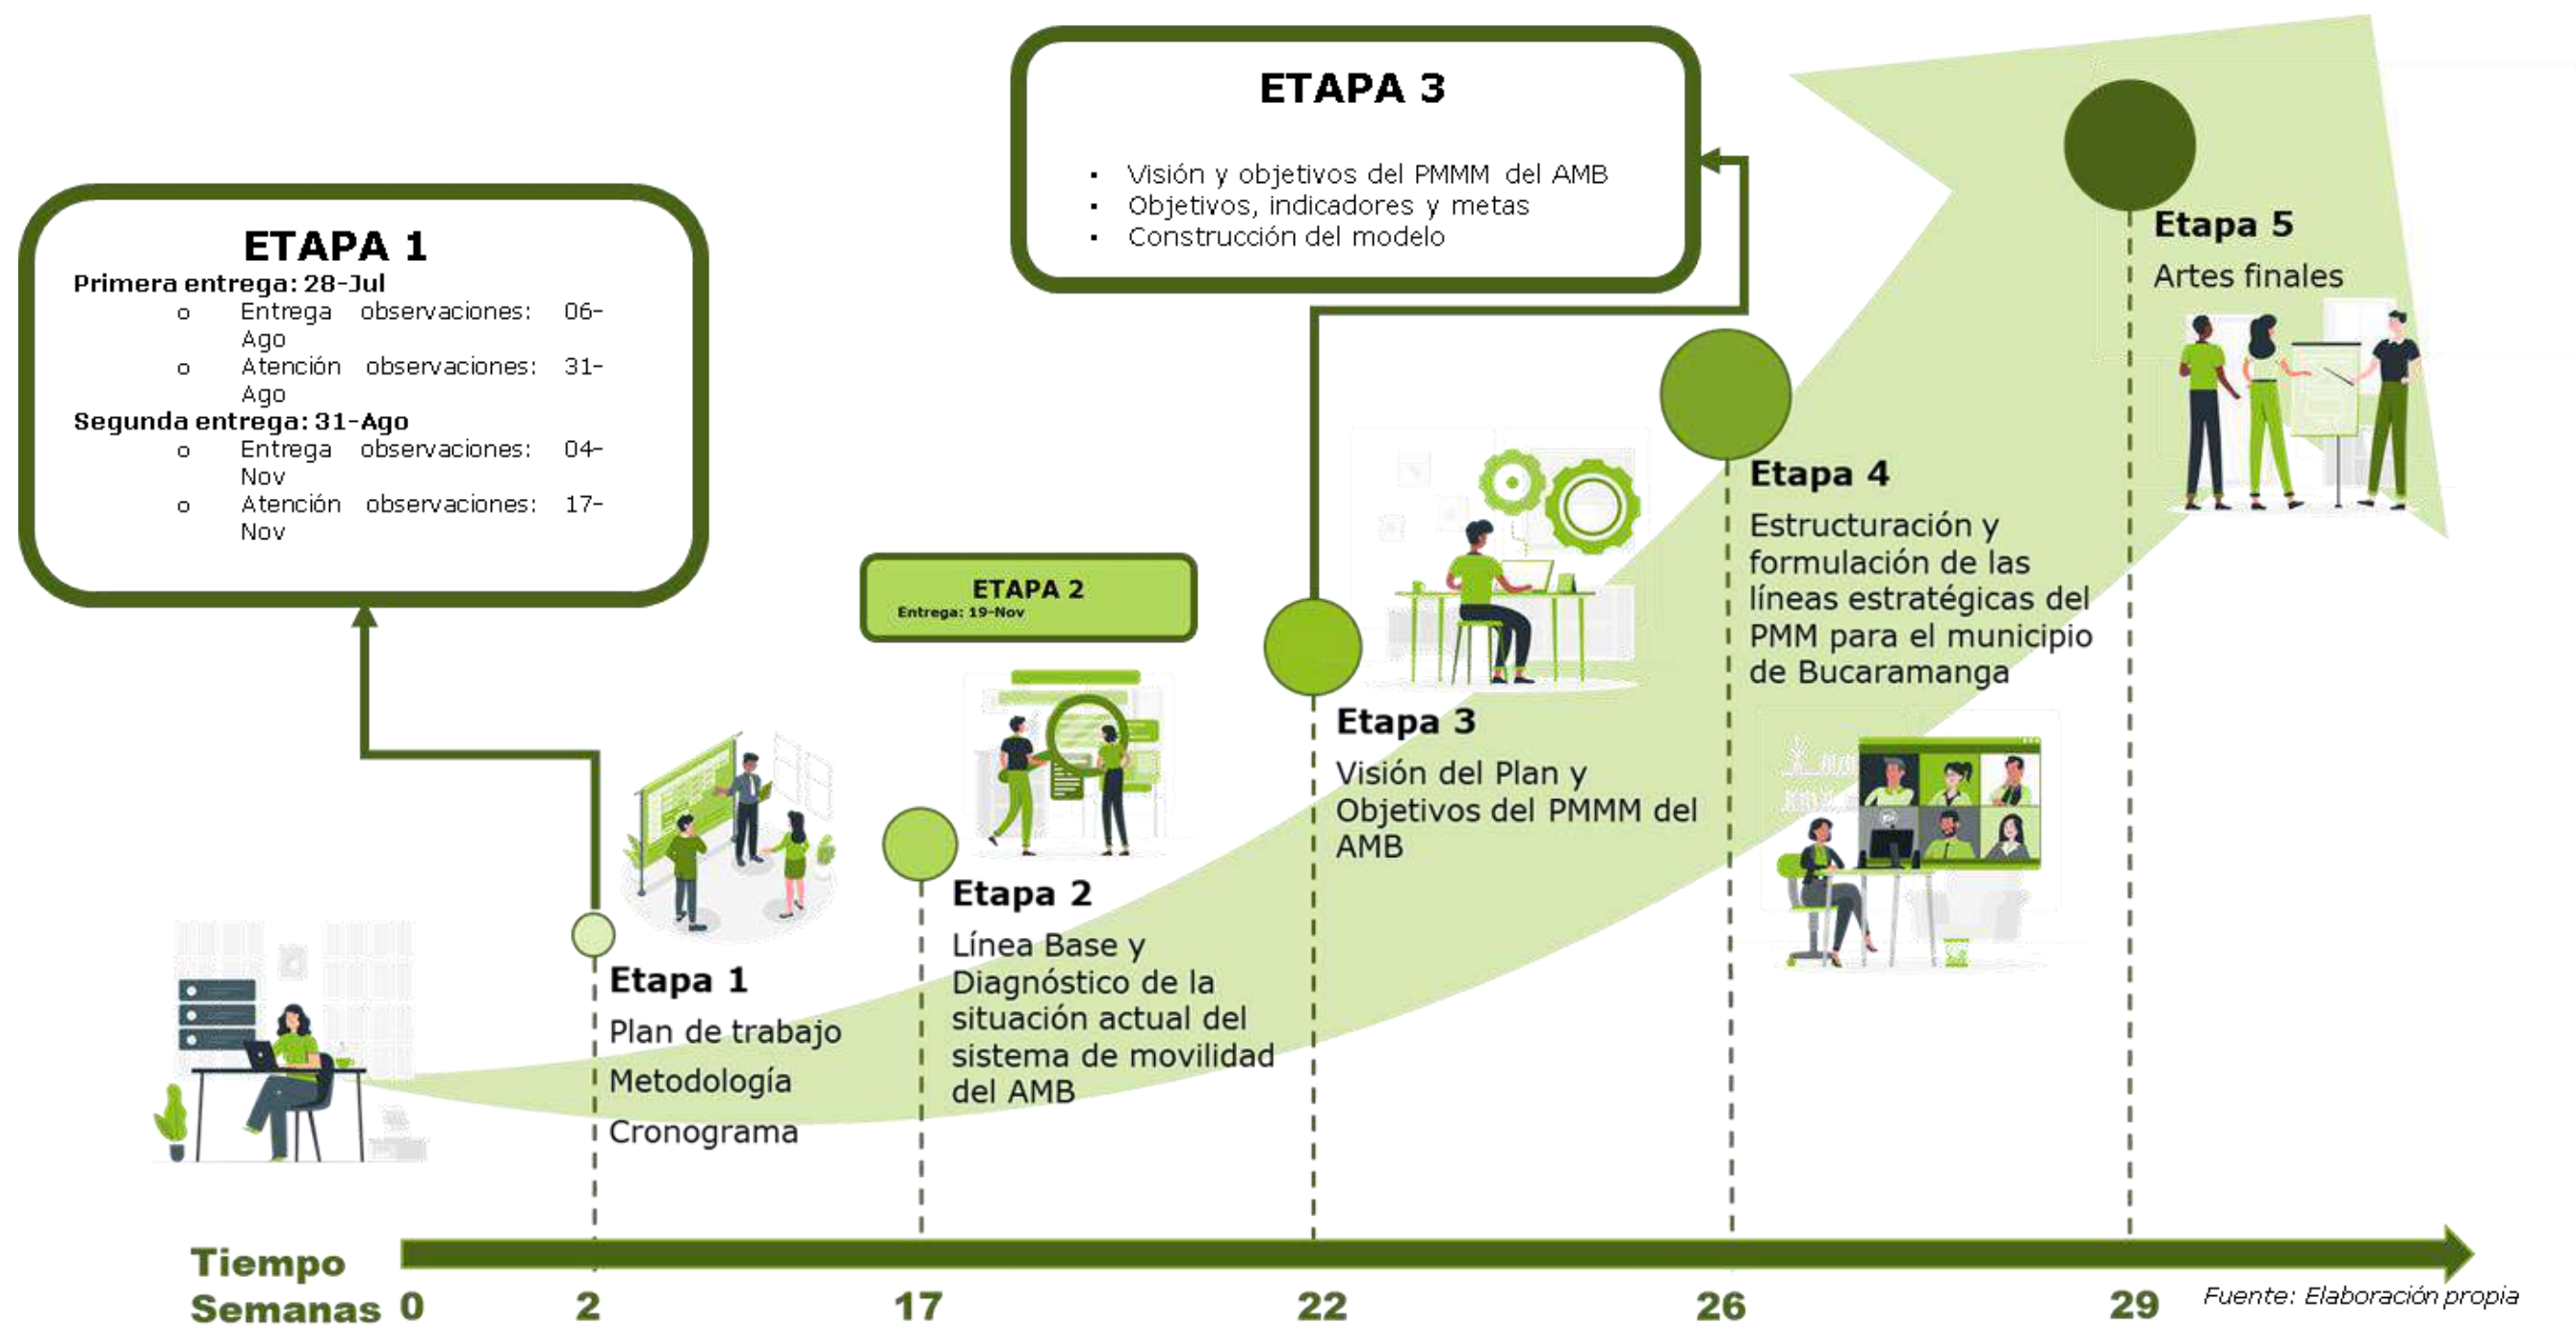 ETAPA 1
Primera entrega: 28-Jul
o Entrega observaciones: 06-
Ago
o Atención observaciones: 31-
Ago
Segunda entrega: 31-Ago
o Entrega observaciones: 04-
Nov
o Atención observaciones: 17-
Nov
ETAPA 2
Entrega: 19-Nov
ETAPA 3
▪ Visión y objetivos del PMMM del AMB
▪ Objetivos, indicadores y metas
▪ Construcción del modelo
Etapa 1
Plan de trabajo
Metodología
Cronograma
Etapa 2
Línea Base y
Diagnóstico de la
situación actual del
sistema de movilidad
del AMB
Etapa 3
Visión del Plan y
Objetivos del PMMM del
AMB
Etapa 4
Estructuración y
formulación de las
líneas estratégicas del
PMM para el municipio
de Bucaramanga
Etapa 5
Artes finales
Tiempo
Semanas 0 2 17 22 26 29
Fuente: Elaboración propia